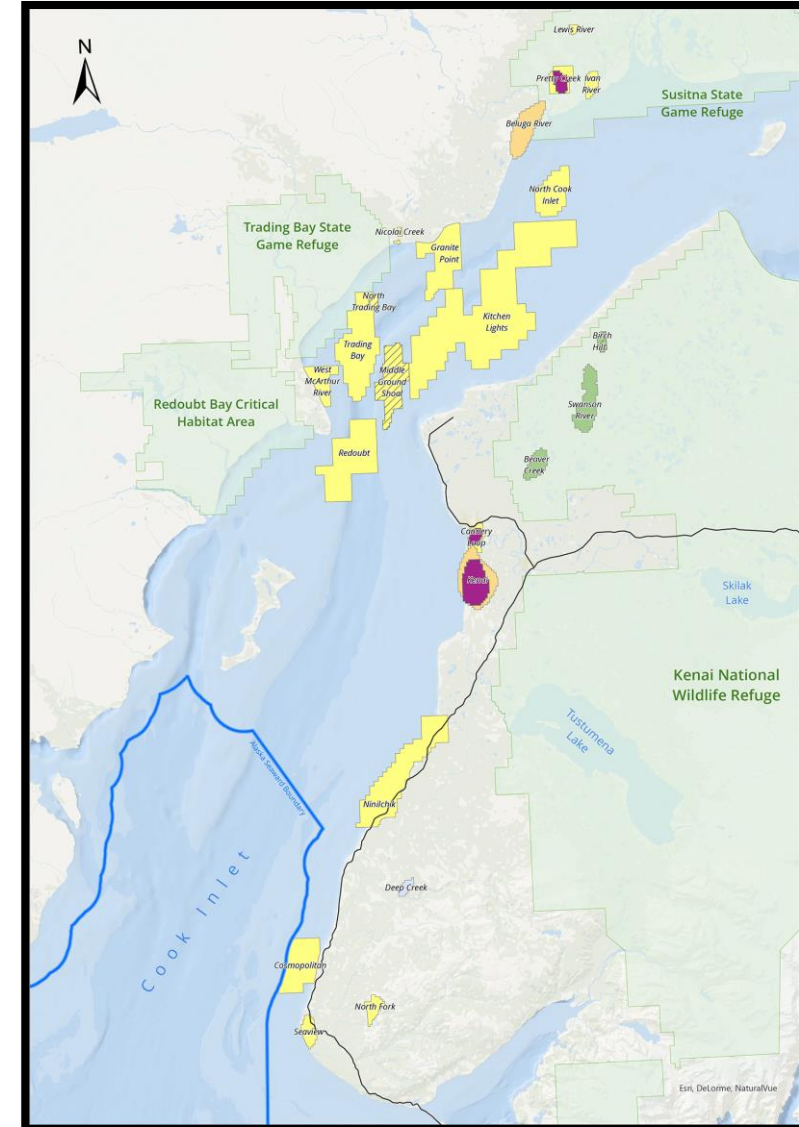 N
Lewis River
Pretty Creek
Ivan
River
Susitna State
Game Refuge
Beluga River
North Cook
Inlet
Trading Bay State
Game Refuge
Nicolai Creek
Granite
Point
North
Trading Bay
Kitchen
Lights
Birch
Hill
Trading
Bay
West
McArthur
River
Middle
Ground
Shoal
Redoubt Bay Critical
Habitat Area
Swanson
River
Redoubt
Beaver
Creek
Cannery
Loop
Kenai
Skilak
Lake
Kenai National
Wildlife Refuge
Tustumena
Lake
Alaska Seaward Boundary
Ninilchik
Cook Inlet
Deep Creek
Cosmopolitan
North Fork
Seaview
Esri, DeLorme, NaturalVue